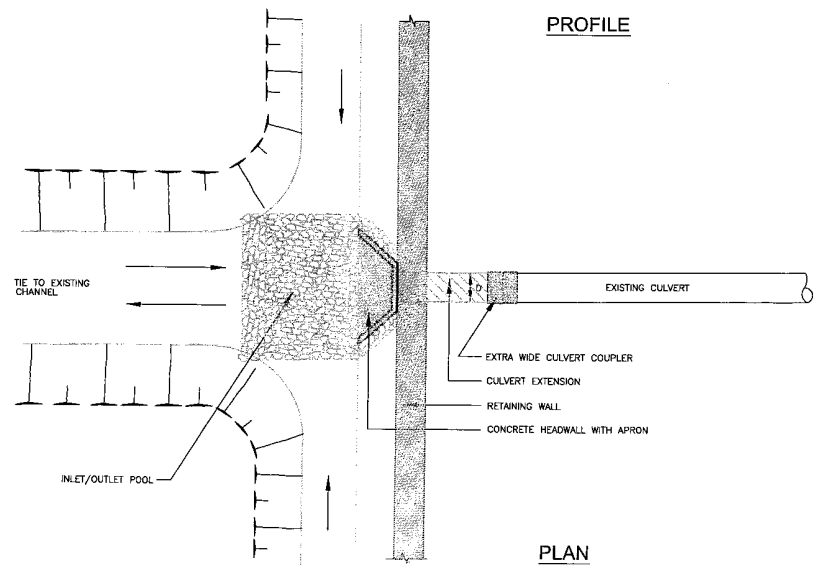 PROFILE
TIE TO EXISTING
CHANNEL
D
EXISTING CULVERT
EXTRA WIDE CULVERT COUPLER
CULVERT EXTENSION
RETAINING WALL
CONCRETE HEADWALL WITH APRON
INLET/OUTLET POOL
PLAN